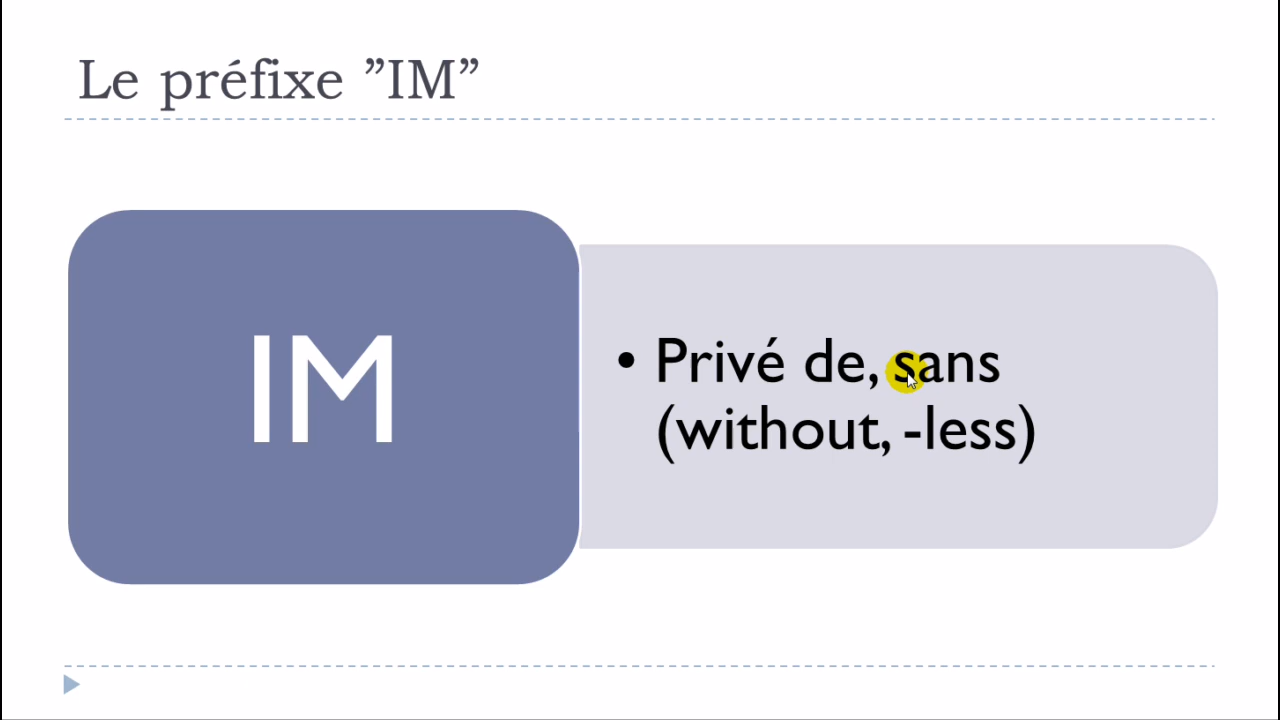 Le préfixe ”IM”
IM
• Privé de, sans
(without, -less)